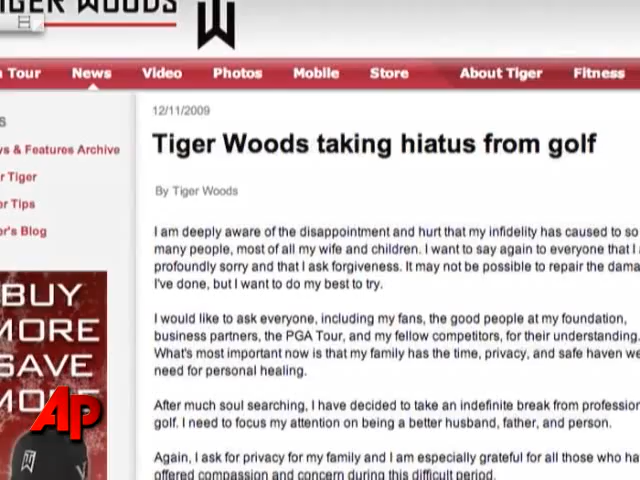 TIGER WOODS
Tour News Video Photos Mobile Store About Tiger Fitness
12/11/2009
Tiger Woods taking hiatus from golf
& Features Archive
By Tiger Woods
Tiger
Tips
Blog
I am deeply aware of the disappointment and hurt that my infidelity has caused to so
many people, most of all my wife and children. I want to say again to everyone that I
profoundly sorry and that I ask forgiveness. It may not be possible to repair the
I've done, but I want to do my best to try.
I would like to ask everyone, including my fans, the good people at my foundation,
business partners, the PGA Tour, and my fellow competitors, for their understanding.
What's most important now is that my family has the time, privacy, and safe haven
need for personal healing.
After much soul searching, I have decided to take an indefinite break from
golf. I need to focus my attention on being a better husband, father, and person.
Again, I ask for privacy for my family and I am especially grateful for all those who
offered compassion and concern during this difficult period.
BUY
MORE
SAVE
MORE
AP